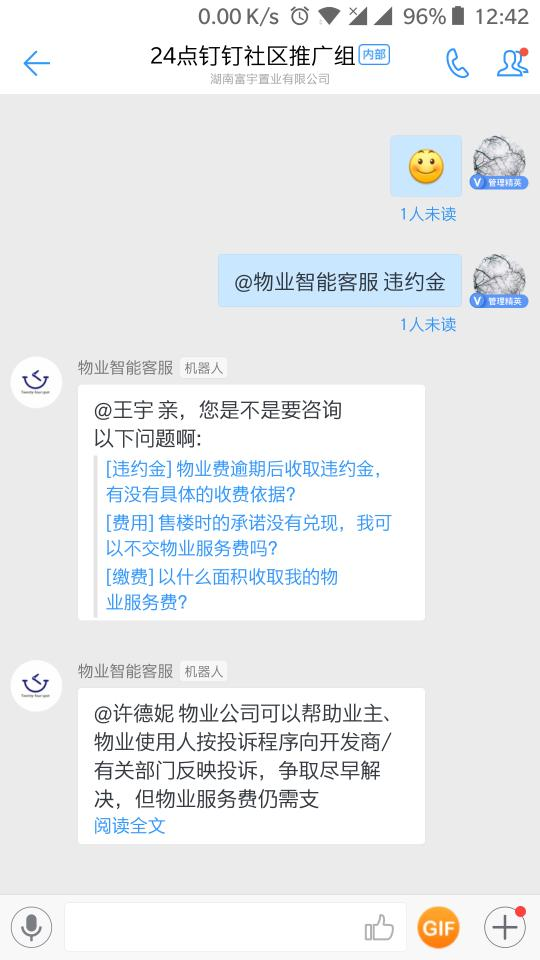 0.00 K/s 96% 12:42
24点钉钉社区推广组 内部
湖南富宇置业有限公司
V 管理精英
1人未读
@物业智能客服 违约金
V 管理精英
1人未读
物业智能客服 机器人
@王宇 亲，您是不是要咨询
以下问题啊:
[违约金] 物业费逾期后收取违约金，
有没有具体的收费依据?
[费用] 售楼时的承诺没有兑现，我可
以不交物业服务费吗?
[缴费] 以什么面积收取我的物
业服务费?
物业智能客服 机器人
@许德妮 物业公司可以帮助业主、
物业使用人按投诉程序向开发商/
有关部门反映投诉，争取尽早解
决，但物业服务费仍需支
阅读全文
GIF